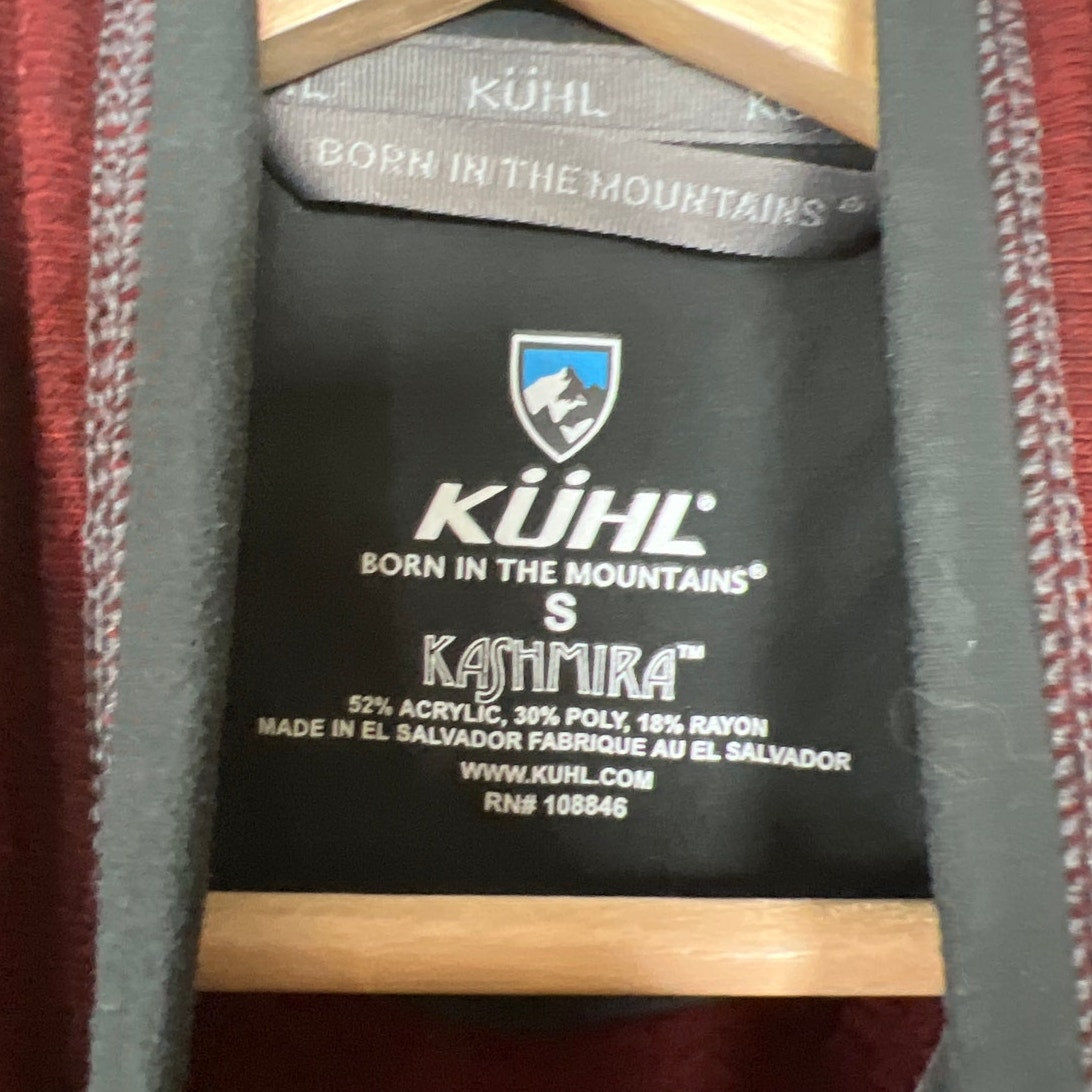 KÜHL
BORN IN THE MOUNTAINS®
KÜHL®
BORN IN THE MOUNTAINS®
S
KASHMIRA™
52% ACRYLIC, 30% POLY, 18% RAYON
MADE IN EL SALVADOR FABRIQUE AU EL SALVADOR
WWW.KUHL.COM
RN# 108846